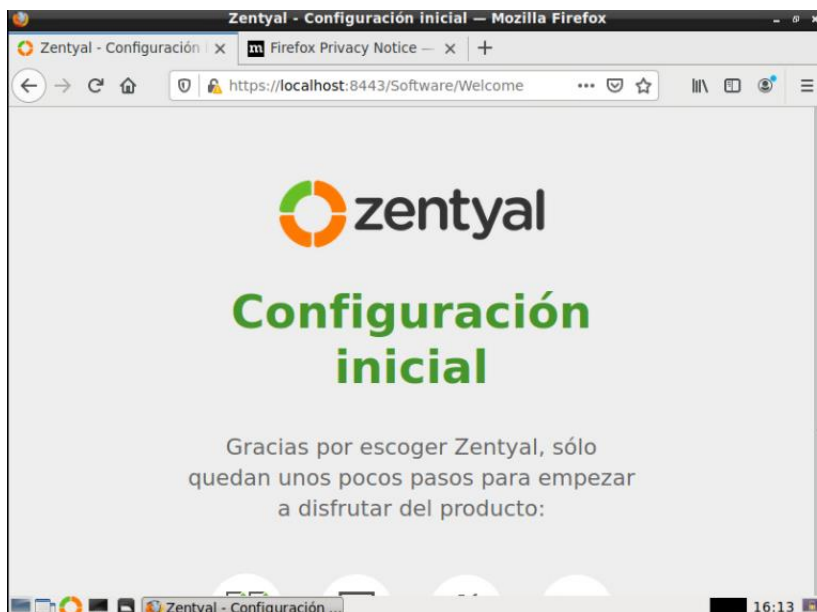 Zentyal - Configuración inicial — Mozilla Firefox
Zentyal - Configuración
Firefox Privacy Notice —
https://localhost:8443/Software/Welcome
zentyal
Configuración
inicial
Gracias por escoger Zentyal, sólo
quedan unos pocos pasos para empezar
a disfrutar del producto:
Zentyal - Configuración ...
16:13